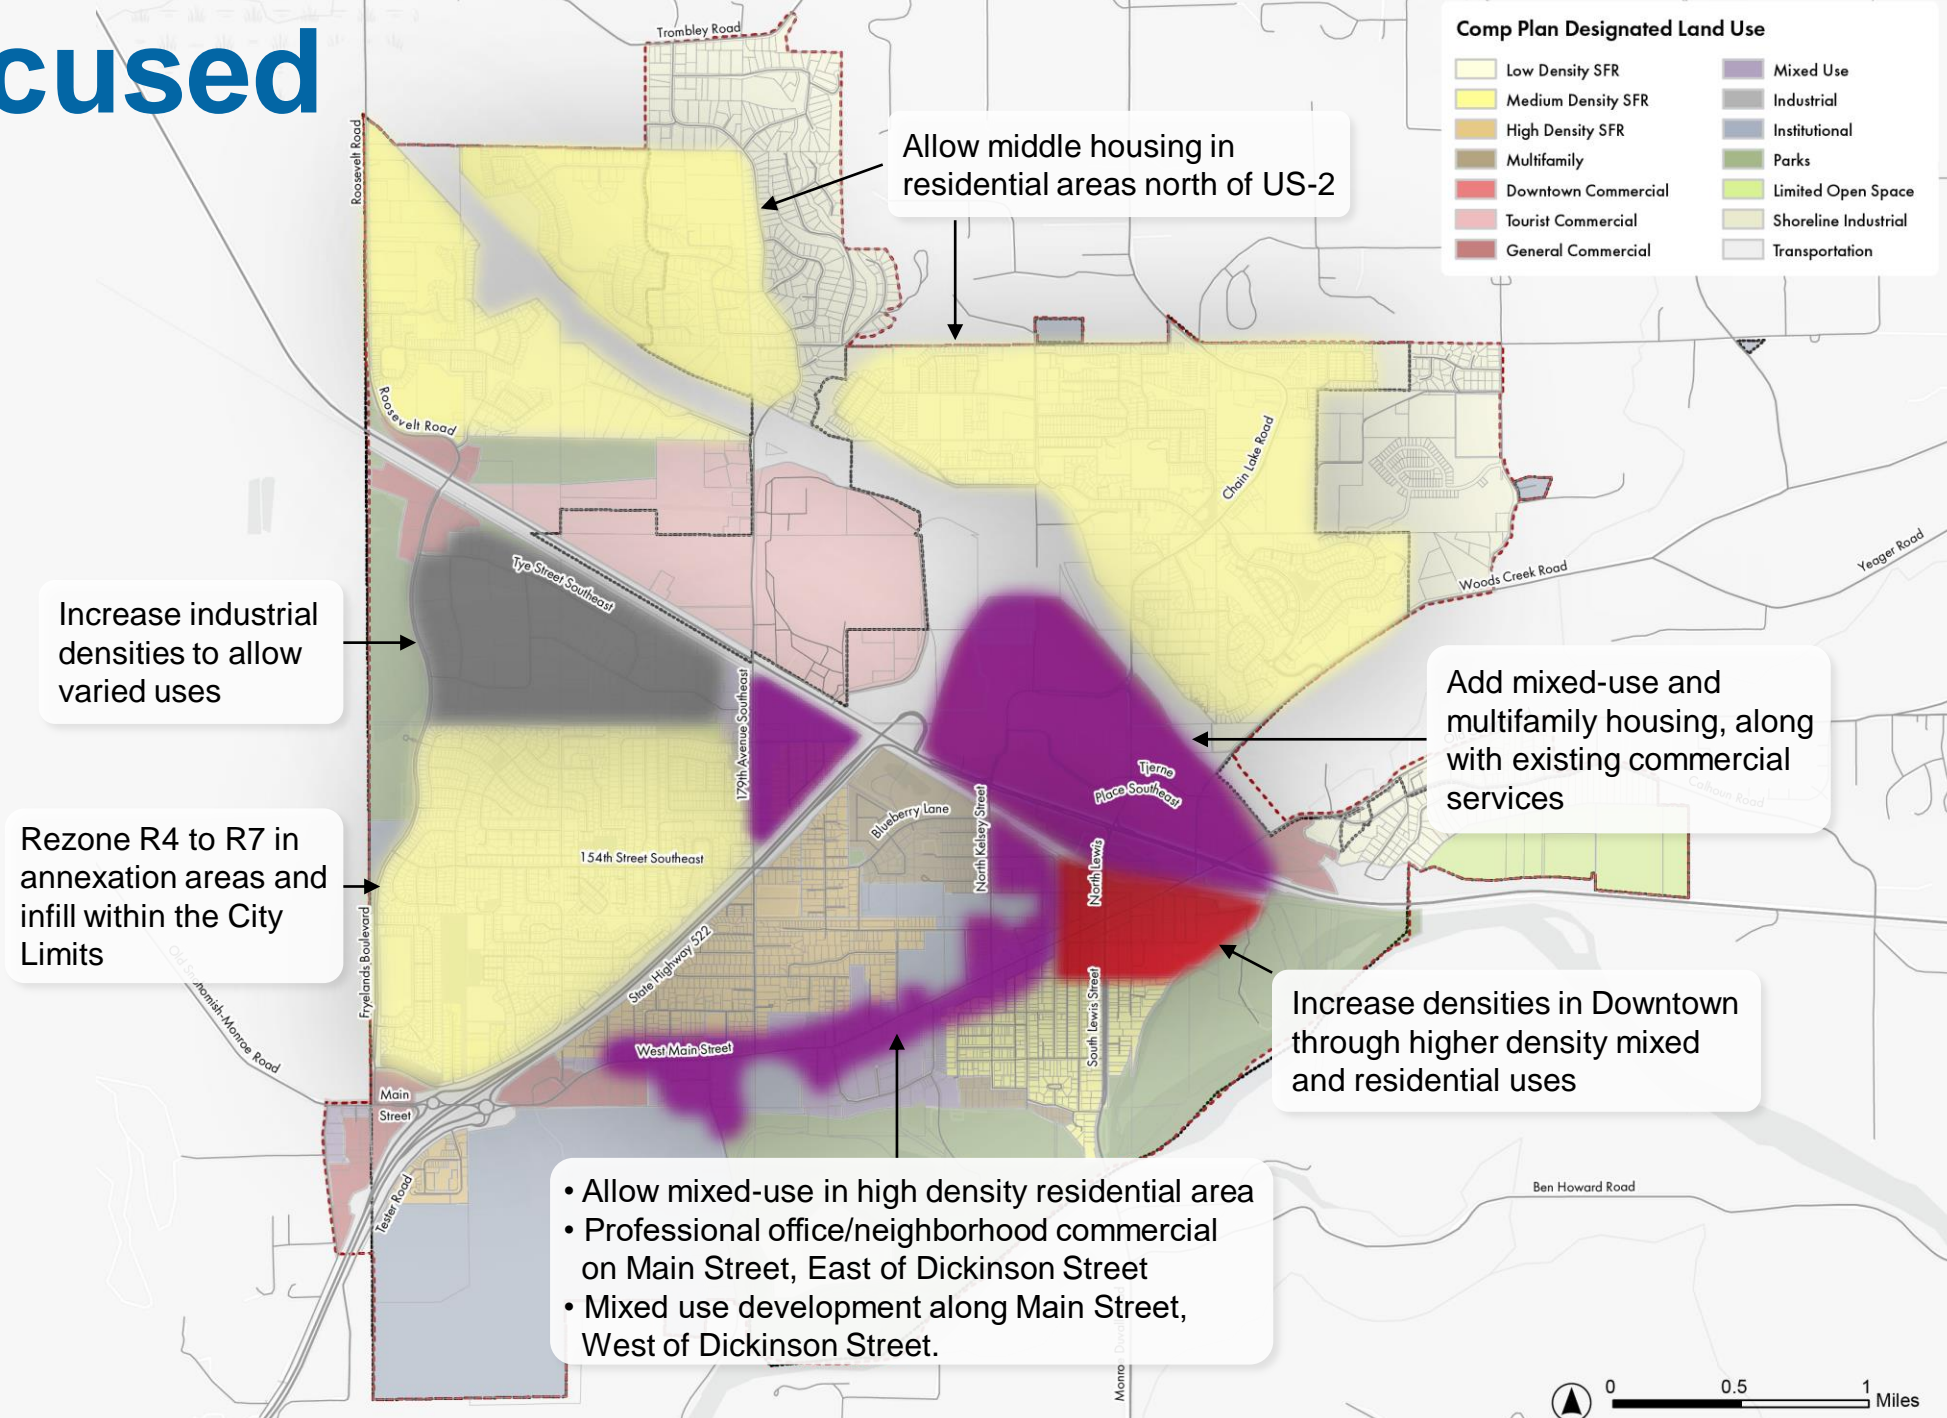 cused
Trombley Road
Comp Plan Designated Land Use
Low Density SFR
Medium Density SFR
High Density SFR
Multifamily
Downtown Commercial
Tourist Commercial
General Commercial
Mixed Use
Industrial
Institutional
Parks
Limited Open Space
Shoreline Industrial
Transportation
Roosevelt Road
Allow middle housing in
residential areas north of US-2
Roosevelt Road
Chain Lake Road
Yeager Road
Woods Creek Road
Tye Street Southeast
Increase industrial
densities to allow
varied uses
179th Avenue Southeast
Add mixed-use and
multifamily housing, along
with existing commercial
services
Calhoun Road
Tjerne
Place Southeast
Blueberry Lane
North Kelsey Street
North Lewis
154th Street Southeast
Rezone R4 to R7 in
annexation areas and
infill within the City
Limits
Fryelands Boulevard
State Highway 522
Old Snohomish-Monroe Road
West Main Street
South Lewis Street
Increase densities in Downtown
through higher density mixed
and residential uses
Main
Street
Tester Road
• Allow mixed-use in high density residential area
• Professional office/neighborhood commercial
on Main Street, East of Dickinson Street
• Mixed use development along Main Street,
West of Dickinson Street.
Ben Howard Road
Monroe
0 0.5 1 Miles